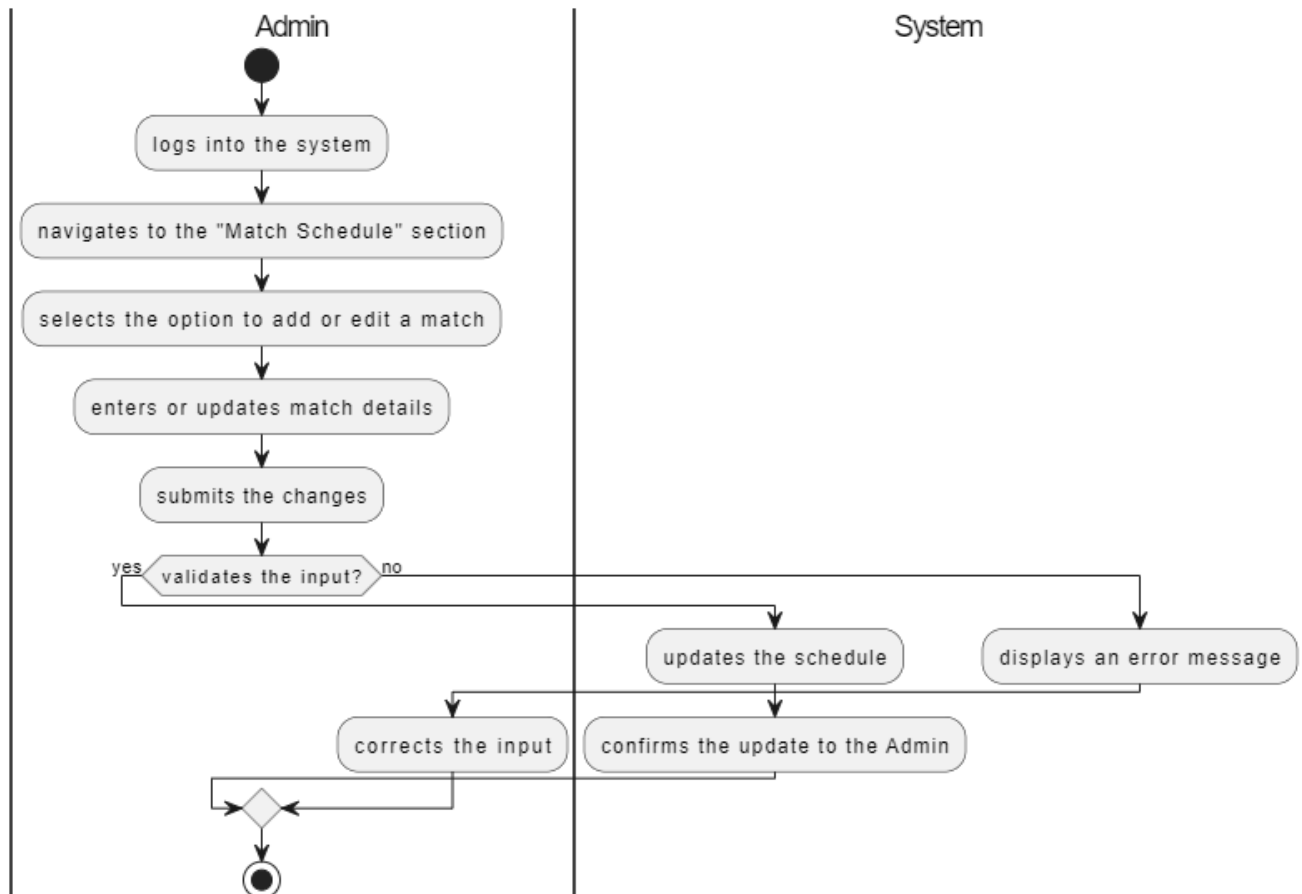 Admin
System
logs into the system
navigates to the "Match Schedule" section
selects the option to add or edit a match
enters or updates match details
submits the changes
yes
validates the input?
no
updates the schedule
displays an error message
corrects the input
confirms the update to the Admin